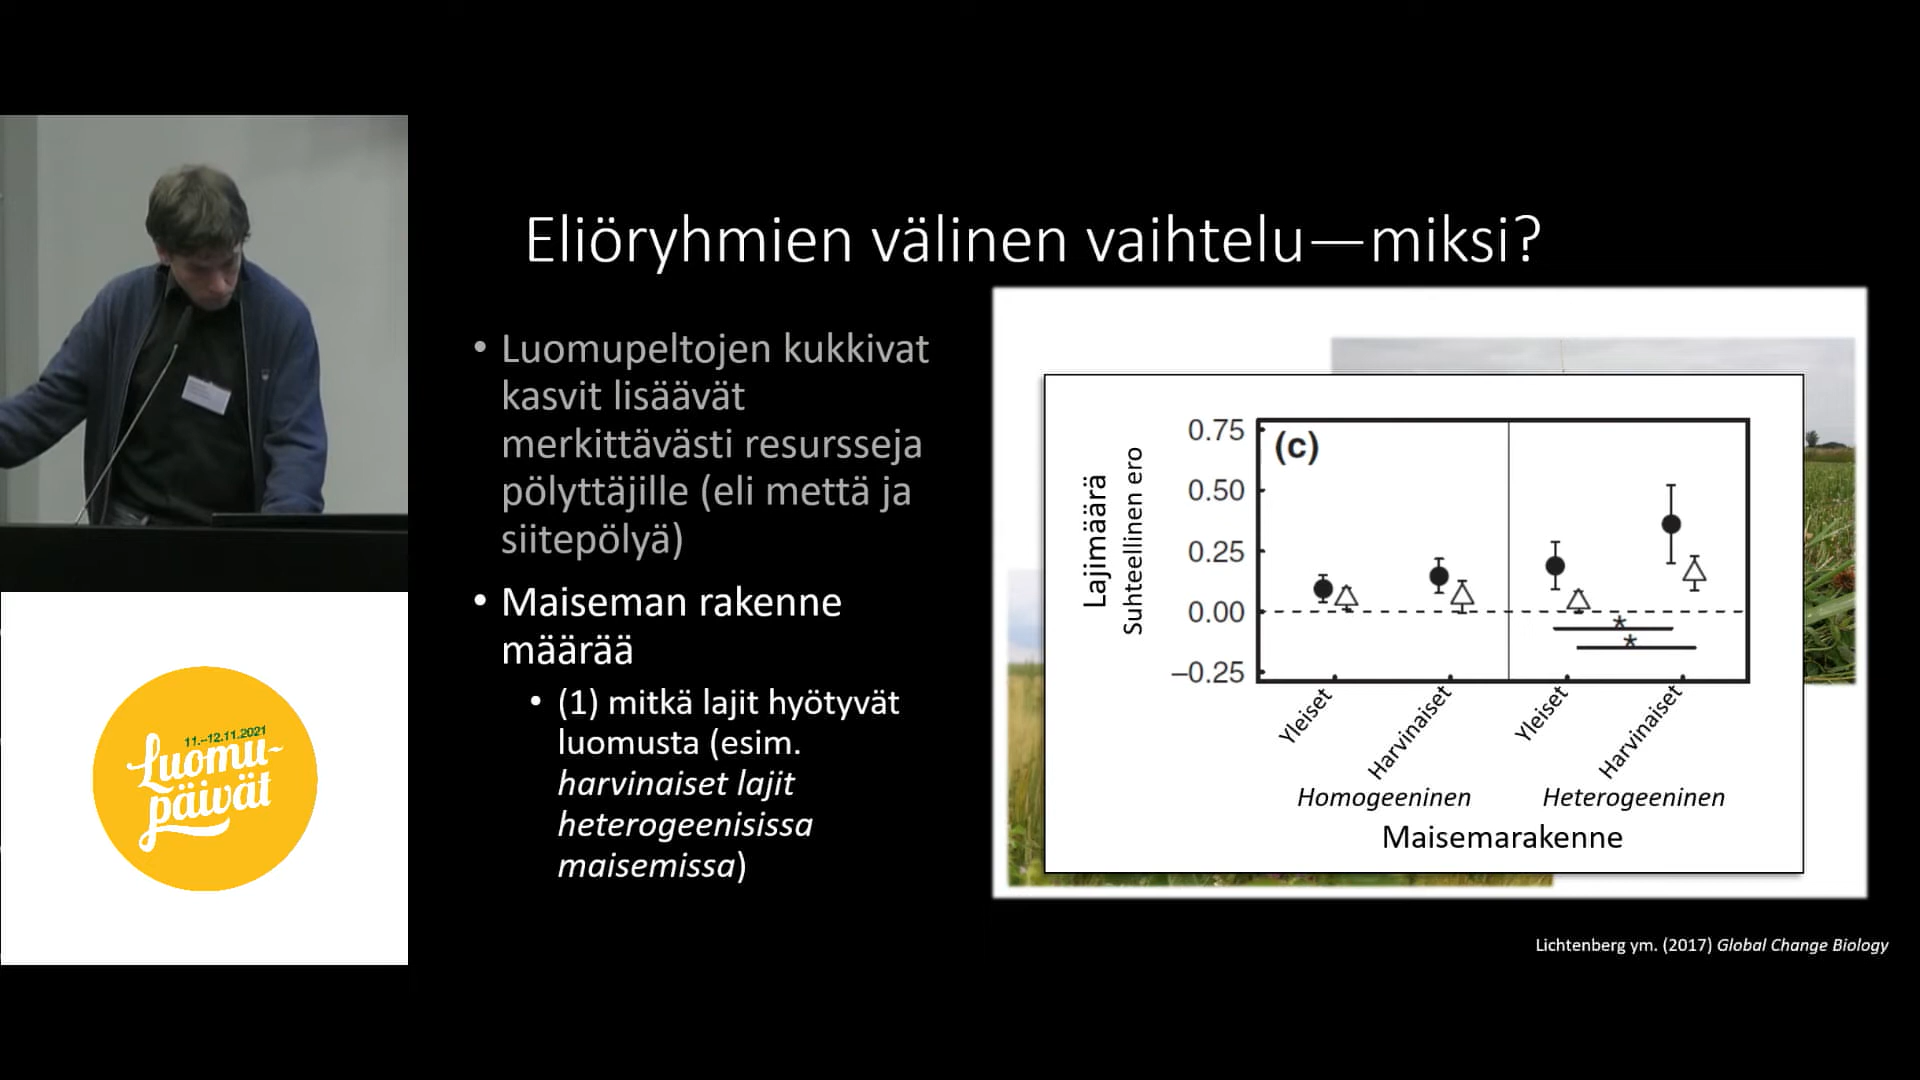 Eliöryhmien välinen vaihtelu—miksi?
• Luomupeltojen kukkivat
kasvit lisäävät
merkittävästi resursseja
pölyttäjille (eli mettä ja
siitepölyä)
• Maiseman rakenne
määrää
• (1) mitkä lajit hyötyvät
luomusta (esim.
harvinaiset lajit
heterogeenisissa
maisemissa)
Lajimäärä
Suhteellinen ero
(c)
0.75
0.50
0.25
0.00
–0.25
*
*
Yleiset
Harvinaiset
Yleiset
Harvinaiset
Homogeeninen
Heterogeeninen
Maisemarakenne
Lichtenberg ym. (2017) Global Change Biology
11.–12.11.2021
Luomu-
päivät